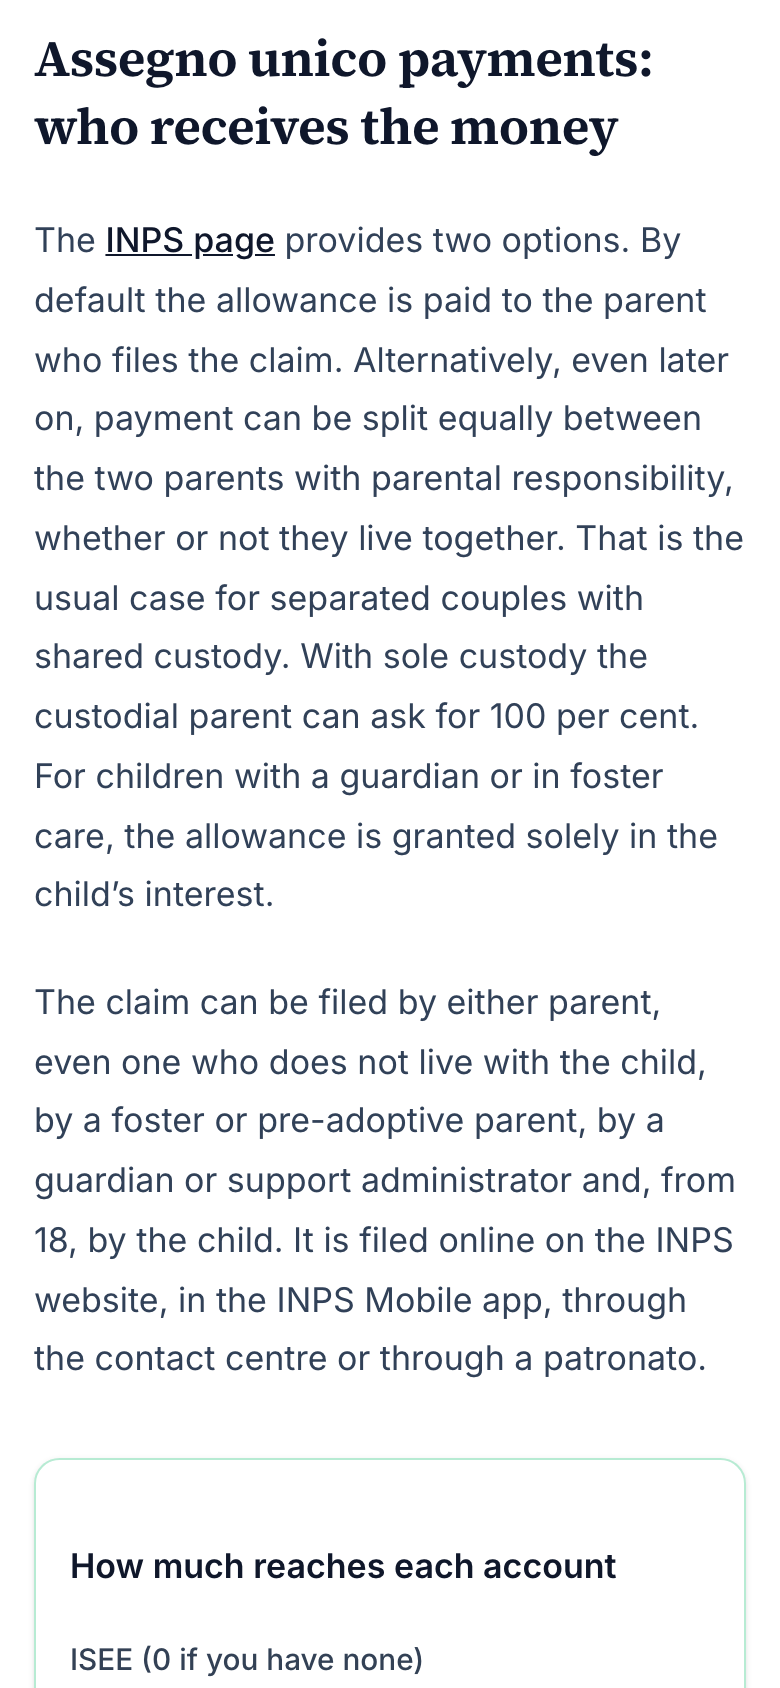 Assegno unico payments:
who receives the money
The INPS page provides two options. By
default the allowance is paid to the parent
who files the claim. Alternatively, even later
on, payment can be split equally between
the two parents with parental responsibility,
whether or not they live together. That is the
usual case for separated couples with
shared custody. With sole custody the
custodial parent can ask for 100 per cent.
For children with a guardian or in foster
care, the allowance is granted solely in the
child’s interest.
The claim can be filed by either parent,
even one who does not live with the child,
by a foster or pre-adoptive parent, by a
guardian or support administrator and, from
18, by the child. It is filed online on the INPS
website, in the INPS Mobile app, through
the contact centre or through a patronato.
How much reaches each account
ISEE (0 if you have none)